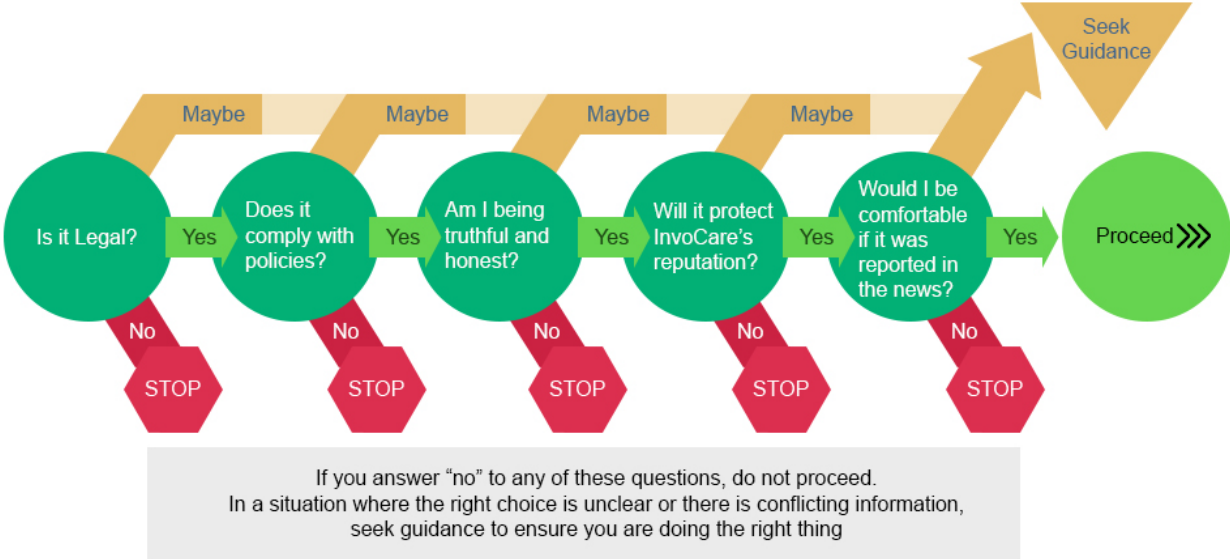 Seek
Guidance
Maybe
Maybe
Maybe
Maybe
Is it Legal?
Yes
Does it
comply with
policies?
Yes
Am I being
truthful and
honest?
Yes
Will it protect
InvoCare's
reputation?
Yes
Would I be
comfortable
if it was
reported in
the news?
Yes
Proceed
No
No
No
No
No
STOP
STOP
STOP
STOP
STOP
If you answer “no” to any of these questions, do not proceed.
In a situation where the right choice is unclear or there is conflicting information,
seek guidance to ensure you are doing the right thing